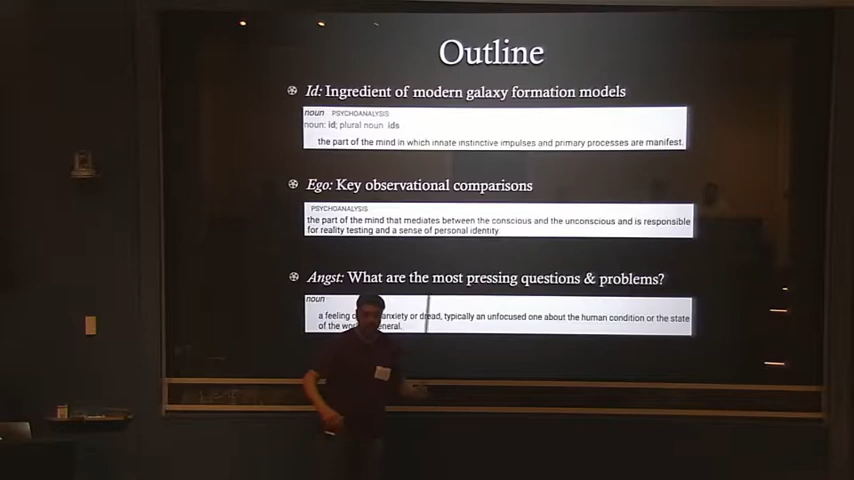 Outline
Id: Ingredient of modern galaxy formation models
noun PSYCHOANALYSIS
noun: id; plural noun ids
the part of the mind in which innate instinctive impulses and primary processes are manifest.
Ego: Key observational comparisons
PSYCHOANALYSIS
the part of the mind that mediates between the conscious and the unconscious and is responsible
for reality testing and a sense of personal identity
Angst: What are the most pressing questions & problems?
noun
a feeling anxiety or dread, typically an unfocused one about the human condition or the state
of the